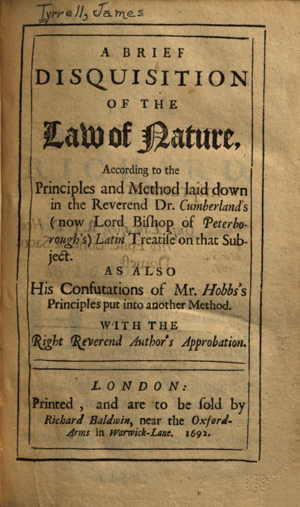 Tyrrell, James
A BRIEF
DISQUISITION
OF THE
Law of Nature,
According to the
Principles and Method laid down
in the Reverend Dr. Cumberland's
(now Lord Bishop of Peterbo-
rough's) Latin Treatise on that Sub-
ject.
AS ALSO
His Confutations of Mr. Hobbs's
Principles put into another Method.
WITH THE
Right Reverend Author's Approbation.
LONDON:
Printed, and are to be sold by
Richard Baldwin, near the Oxford-
Arms in Warwick-Lane. 1692.